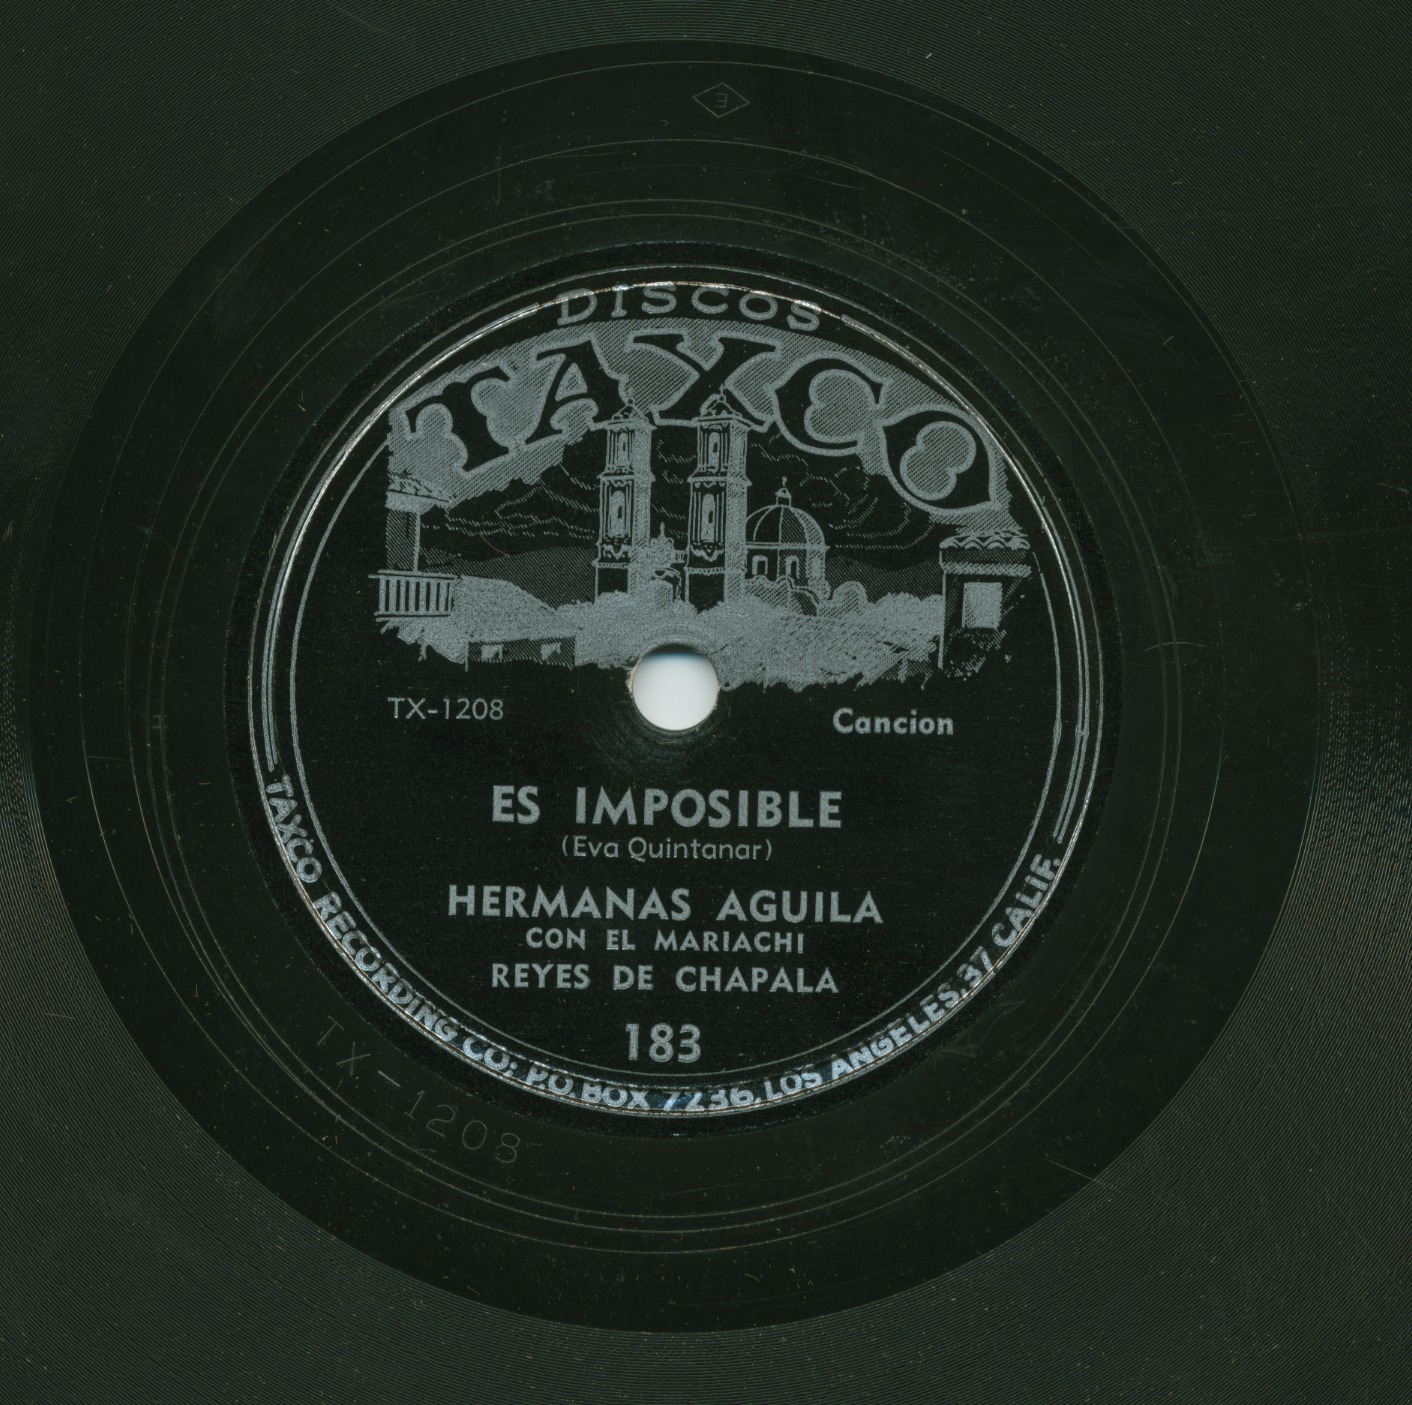 DISCOS
TAXCO
TX-1208
Cancion
ES IMPOSIBLE
(Eva Quintanar)
HERMANAS AGUILA
CON EL MARIACHI
REYES DE CHAPALA
183
TAXCO RECORDING CO: P.O. BOX 7236, LOS ANGELES, 37 CALIF.
TX-1208
E